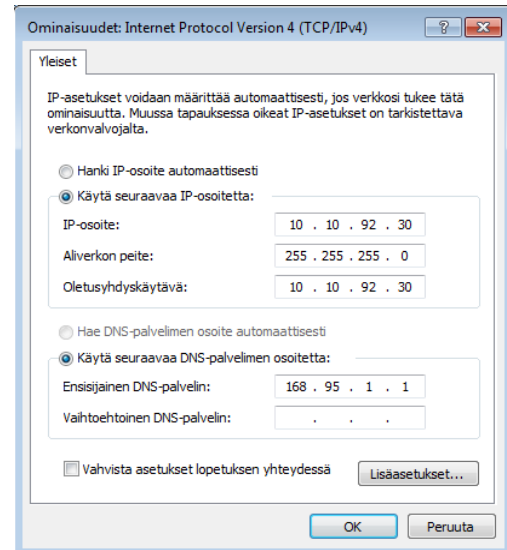 Ominaisuudet: Internet Protocol Version 4 (TCP/IPv4)
Yleiset
IP-asetukset voidaan määrittää automaattisesti, jos verkkosi tukee tätä
ominaisuutta. Muussa tapauksessa oikeat IP-asetukset on tarkistettava
verkonvalvojalta.
Hanki IP-osoite automaattisesti
Käytä seuraavaa IP-osoitetta:
IP-osoite: 10 . 10 . 92 . 30
Aliverkon peite: 255 . 255 . 255 . 0
Oletusyhdyskäytävä: 10 . 10 . 92 . 30
Hae DNS-palvelimen osoite automaattisesti
Käytä seuraavaa DNS-palvelimen osoitetta:
Ensisijainen DNS-palvelin: 168 . 95 . 1 . 1
Vaihtoehtoinen DNS-palvelin: . . .
Vahvista asetukset lopetuksen yhteydessä
Lisäasetukset...
OK Peruuta